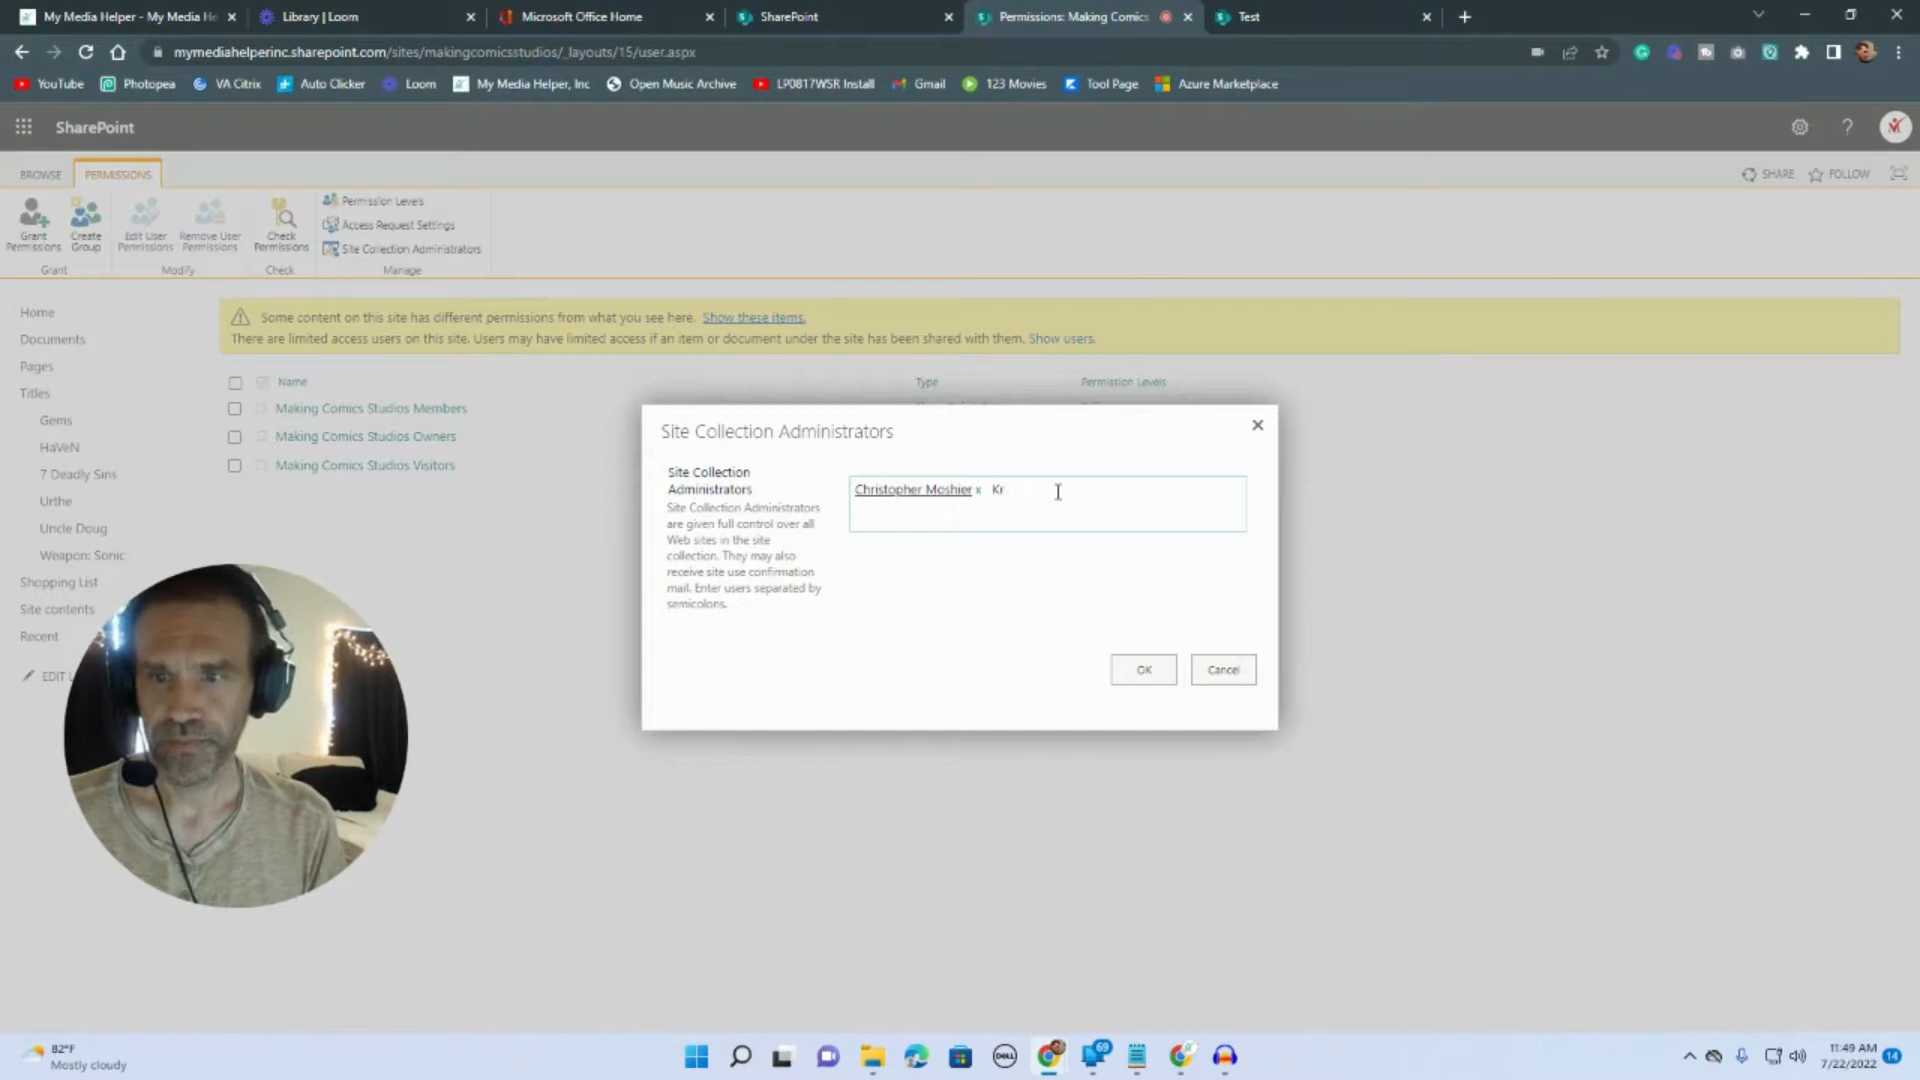 My Media Helper - My Media He
Library | Loom
Microsoft Office Home
SharePoint
Permissions: Making Comics
Test
mymediahelperinc.sharepoint.com/sites/makingcomicsstudios/_layouts/15/user.aspx
YouTube
Photopea
VA Citrix
Auto Clicker
Loom
My Media Helper, Inc
Open Music Archive
LP0817WSR Install
Gmail
123 Movies
Tool Page
Azure Marketplace
SharePoint
BROWSE
PERMISSIONS
SHARE
FOLLOW
Grant
Permissions
Create
Group
Edit User
Permissions
Remove User
Permissions
Check
Permissions
Permission Levels
Access Request Settings
Site Collection Administrators
Grant
Modify
Check
Manage
Home
Documents
Pages
Titles
Gems
HaVeN
7 Deadly Sins
Urthe
Uncle Doug
Weapon: Sonic
Shopping List
Site contents
Recent
EDIT L
Some content on this site has different permissions from what you see here. Show these items.
There are limited access users on this site. Users may have limited access if an item or document under the site has been shared with them. Show users.
Name
Type
Permission Levels
Making Comics Studios Members
Making Comics Studios Owners
Making Comics Studios Visitors
Site Collection Administrators
Site Collection
Administrators
Site Collection Administrators
are given full control over all
Web sites in the site
collection. They may also
receive site use confirmation
mail. Enter users separated by
semicolons.
Christopher Moshier x Kr
OK
Cancel
82°F
Mostly cloudy
DELL
69
11:49 AM
7/22/2022
14